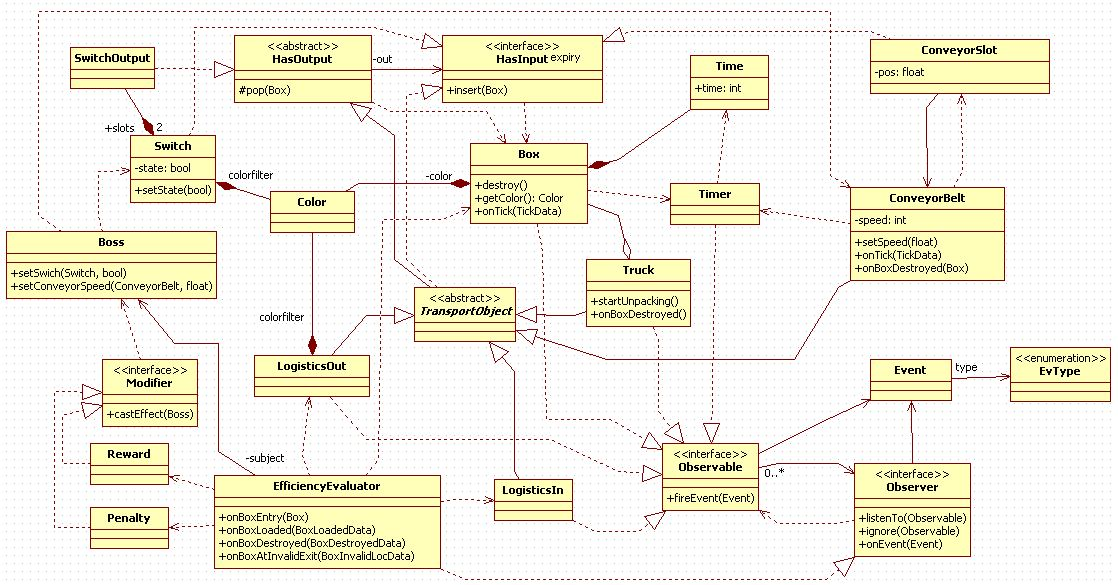 SwitchOutput
<<abstract>>
HasOutput
#pop(Box)
-out
<<interface>>
HasInput
expiry
+insert(Box)
Time
+time: int
ConveyorSlot
-pos: float
+slots
2
Switch
-state: bool
+setState(bool)
colorfilter
Color
-color
Box
+destroy()
+getColor(): Color
+onTick(TickData)
Timer
ConveyorBelt
-speed: int
+setSpeed(float)
+onTick(TickData)
+onBoxDestroyed(Box)
Boss
+setSwich(Switch, bool)
+setConveyorSpeed(ConveyorBelt, float)
Truck
+startUnpacking()
+onBoxDestroyed()
<<abstract>>
TransportObject
colorfilter
LogisticsOut
<<interface>>
Modifier
+castEffect(Boss)
Event
type
<<enumeration>>
EvType
Reward
Penalty
-subject
EfficiencyEvaluator
+onBoxEntry(Box)
+onBoxLoaded(BoxLoadedData)
+onBoxDestroyed(BoxDestroyedData)
+onBoxAtInvalidExit(BoxInvalidLocData)
LogisticsIn
<<interface>>
Observable
+fireEvent(Event)
0..*
<<interface>>
Observer
+listenTo(Observable)
+ignore(Observable)
+onEvent(Event)